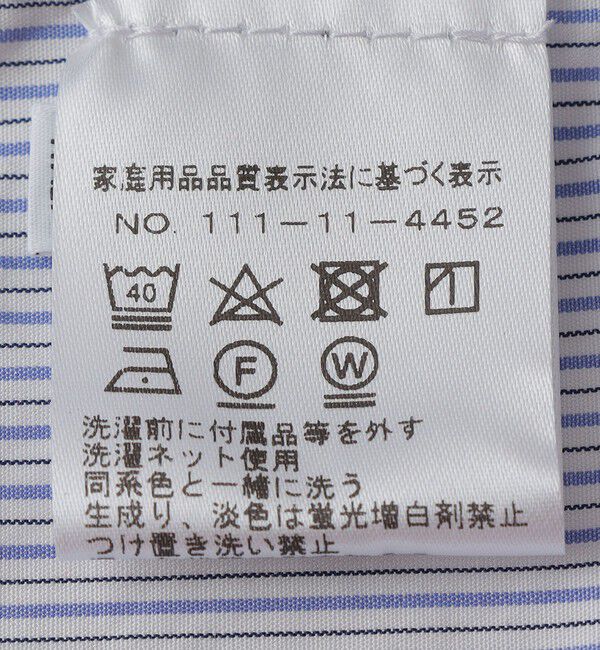 家庭用品品質表示法に基づく表示
NO. 111-11-4452
40
F W
洗濯前に付属品等を外す
洗濯ネット使用
同系色と一緒に洗う
生成り、淡色は蛍光増白剤禁止
つけ置き洗い禁止